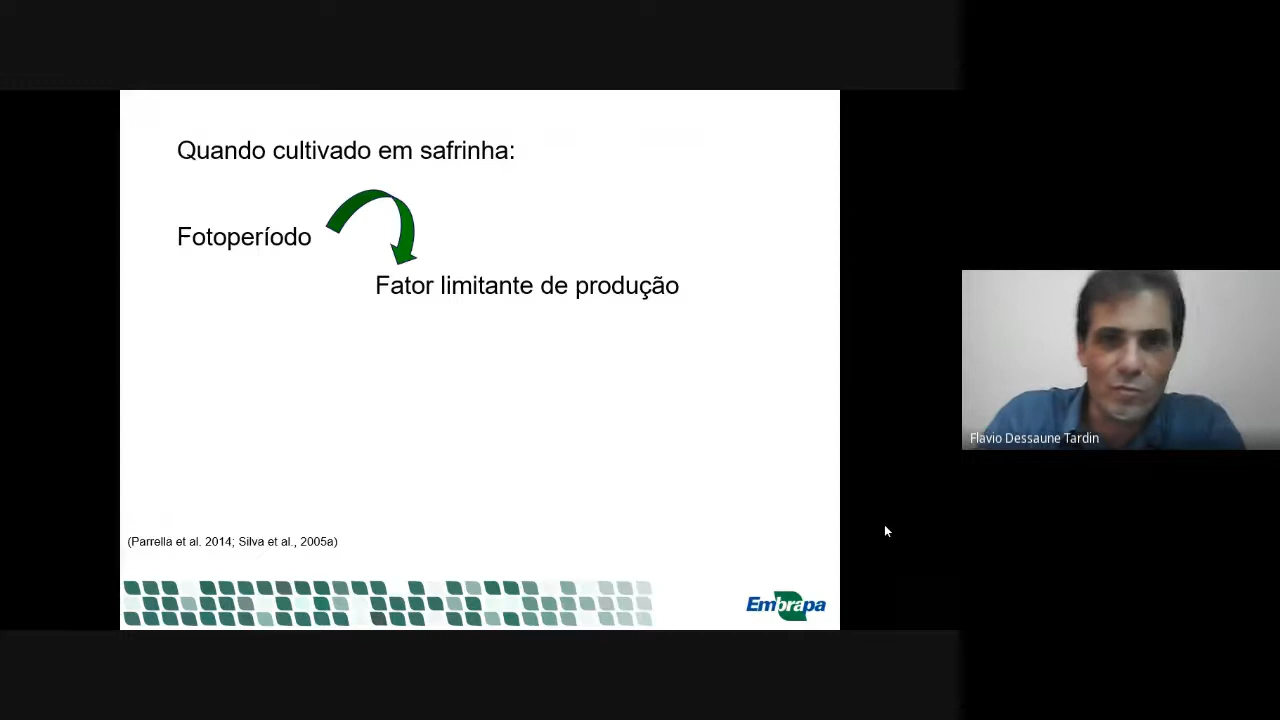 Quando cultivado em safrinha:
Fotoperíodo
Fator limitante de produção
(Parrella et al. 2014; Silva et al., 2005a)
Embrapa
Flavio Dessaune Tardin